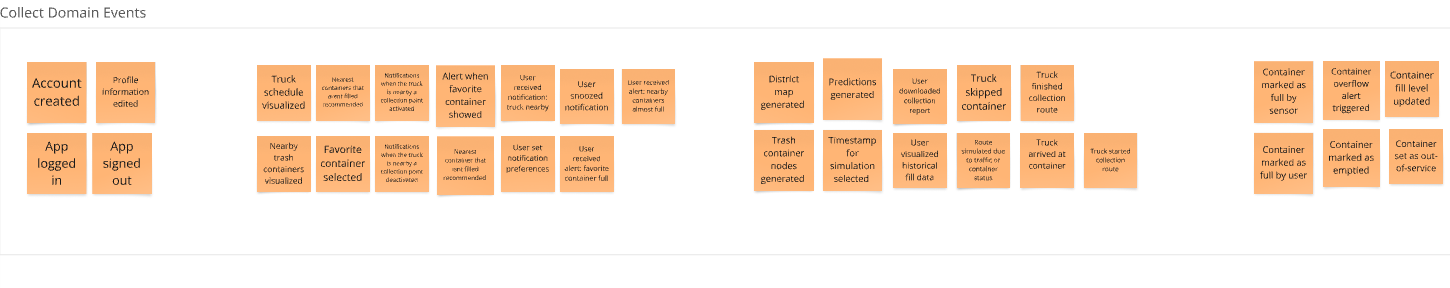 Collect Domain Events
Account
created
Profile
information
edited
App
logged
in
App
signed
out
Truck
schedule
visualized
Nearest
containers that
arent filled
recommended
Notifications
when the truck
is nearby a
collection point
activated
Alert when
favorite
container
showed
User
received
notification:
truck nearby
User
snoozed
notification
User received
alert: nearby
containers
almost full
Nearby
trash
containers
visualized
Favorite
container
selected
Notifications
when the truck
is nearby a
collection point
deactivated
Nearest
container that
isnt filled
recommended
User set
notification
preferences
User
received
alert: favorite
container full
District
map
generated
Predictions
generated
User
downloaded
collection
report
Truck
skipped
container
Truck
finished
collection
route
Trash
container
nodes
generated
Timestamp
for
simulation
selected
User
visualized
historical
fill data
Route
simulated due
to traffic or
container
status
Truck
arrived at
container
Truck started
collection
route
Container
marked as
full by
sensor
Container
overflow
alert
triggered
Container
fill level
updated
Container
marked as
full by user
Container
marked as
emptied
Container
set as out-
of-service